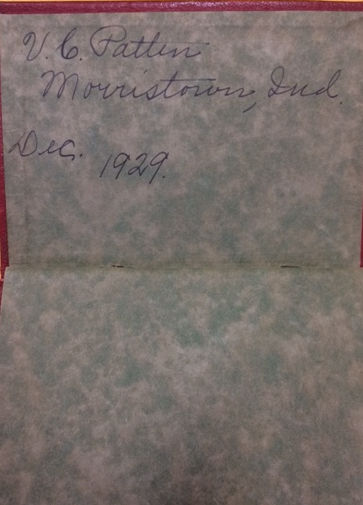 V. C. Patten
Morristown, Ind.
Dec. 1929.